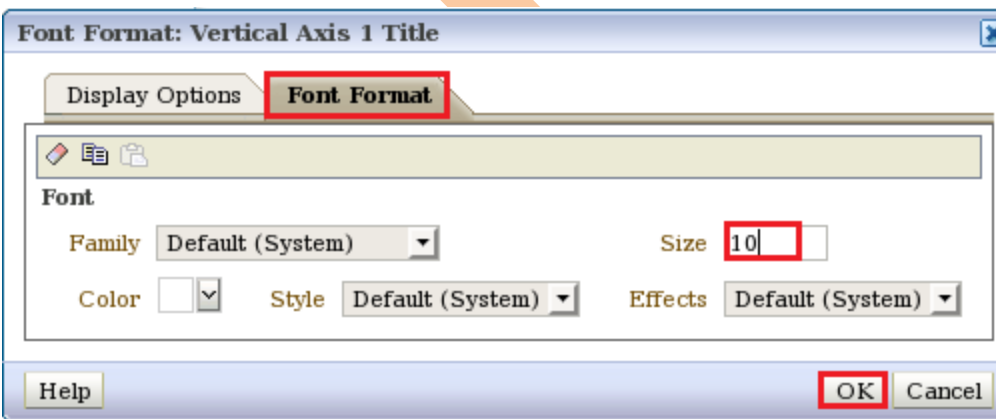 Font Format: Vertical Axis 1 Title
Display Options Font Format
Font
Family Default (System) Size 10
Color Style Default (System) Effects Default (System)
Help OK Cancel